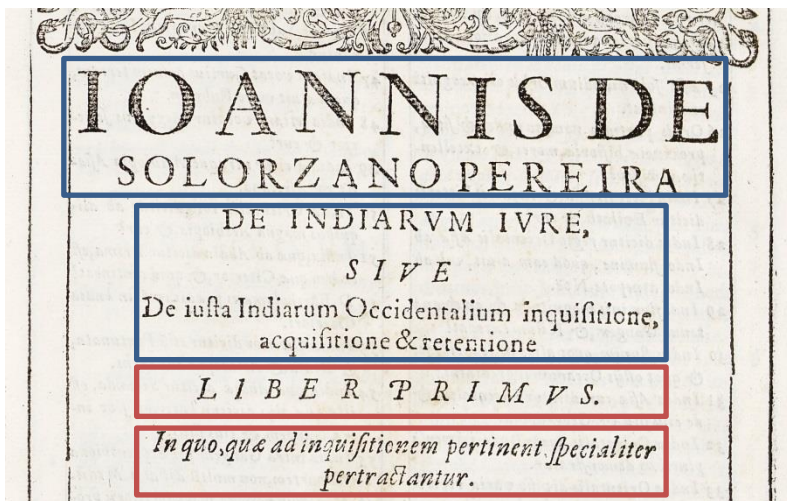 IOANNIS DE
SOLORZANO PEREIRA
DE INDIARVM IVRE,
SIVE
De iuſta Indiarum Occidentalium inquiſitione,
acquiſitione & retentione
LIBER PRIMVS.
In quo, quæ ad inquiſitionem pertinent ſpecialiter
pertractantur.